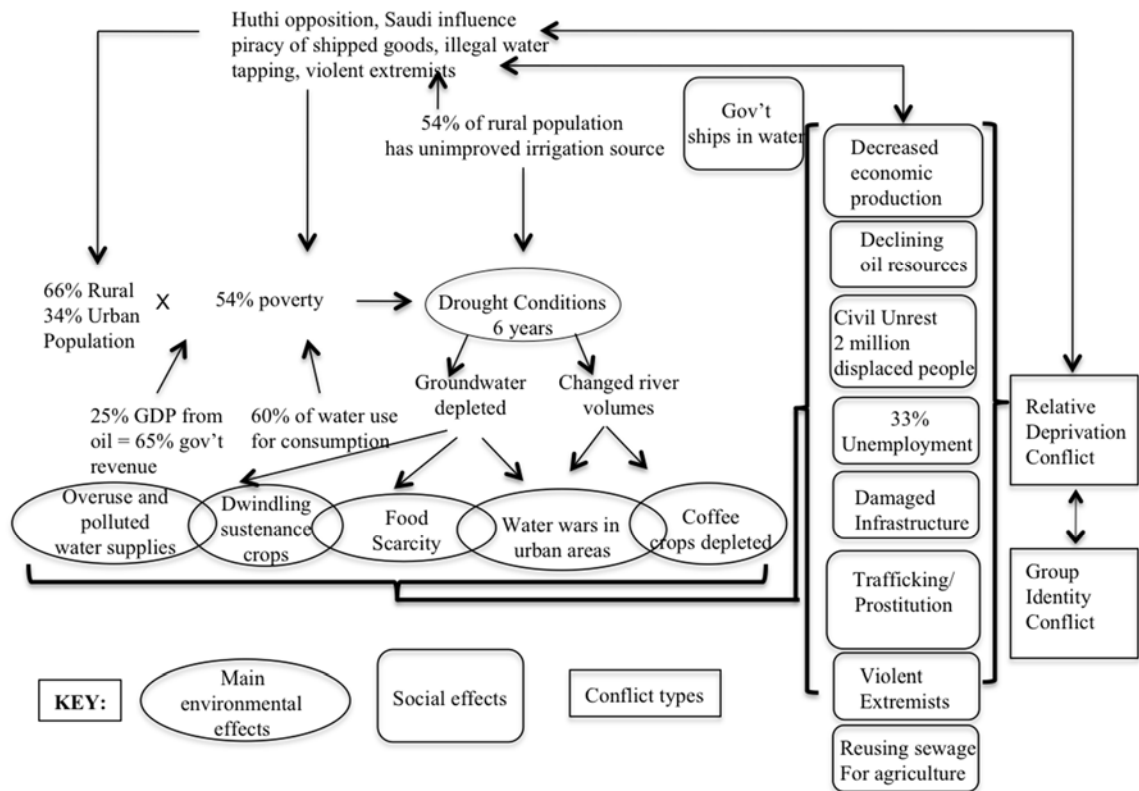 Huthi opposition, Saudi influence
piracy of shipped goods, illegal water
tapping, violent extremists
54% of rural population
has unimproved irrigation source
Gov't
ships in water
66% Rural
34% Urban
Population
X
54% poverty
Drought Conditions
6 years
25% GDP from
oil = 65% gov't
revenue
60% of water use
for consumption
Groundwater
depleted
Changed river
volumes
Overuse and
polluted
water supplies
Dwindling
sustenance
crops
Food
Scarcity
Water wars in
urban areas
Coffee
crops depleted
Decreased
economic
production
Declining
oil resources
Civil Unrest
2 million
displaced people
33%
Unemployment
Damaged
Infrastructure
Trafficking/
Prostitution
Violent
Extremists
Reusing sewage
For agriculture
Relative
Deprivation
Conflict
Group
Identity
Conflict
KEY:
Main
environmental
effects
Social effects
Conflict types